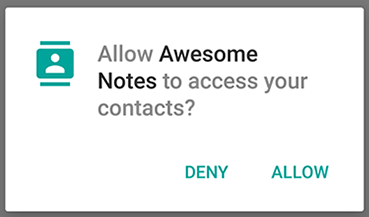 Allow Awesome
Notes to access your
contacts?
DENY ALLOW